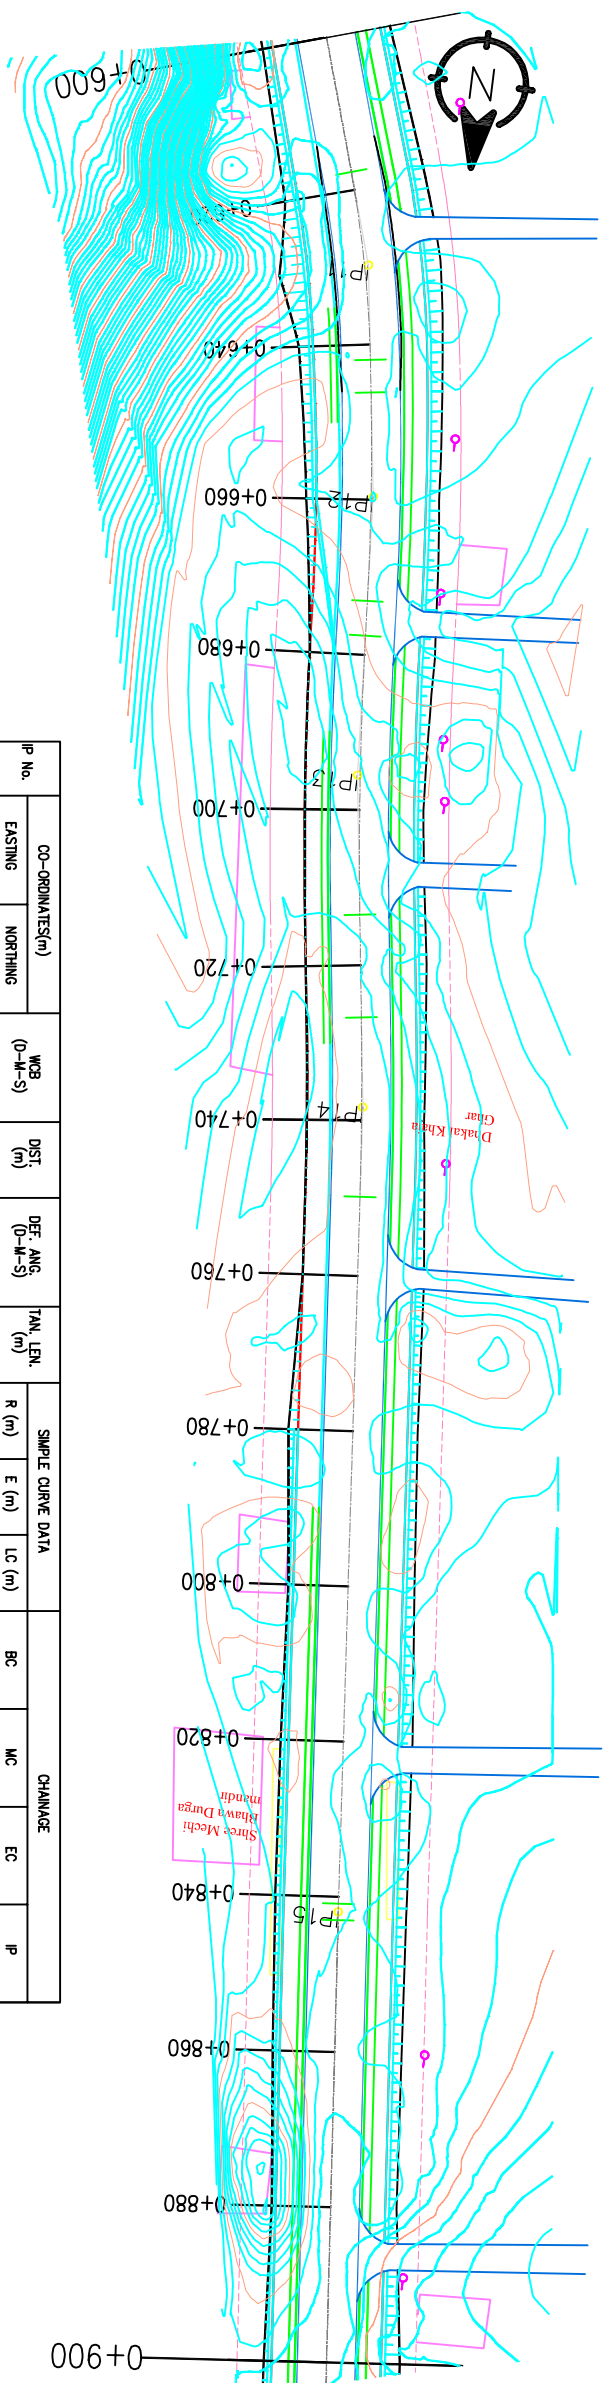 N
0+600
0+620
IP11
0+640
0+660
IP12
0+680
IP13
0+700
0+720
0+740
IP14
Dhakai Khaja
Ghar
0+760
0+780
0+800
0+820
Shree Mechi
Bhawa Durga
mandir
0+840
IP15
0+860
0+880
0+900
IP No.
CO-ORDINATES(m)
EASTING
NORTHING
WCB
(D-M-S)
DIST.
(m)
DEF. ANG.
(D-M-S)
TAN. LEN.
(m)
SIMPLE CURVE DATA
R (m)
E (m)
LC (m)
CHAINAGE
BC
MC
EC
IP